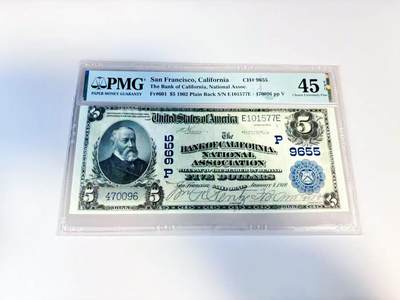 PMG
PAPER MONEY GUARANTY
San Francisco, California CH# 9655
The Bank of California, National Assoc.
Fr#601 $5 1902 Plain Back S/N E101577E - 470096 pp V
45
Choice Extremely Fine
United States of America
E101577E
5
The
P 9655
BANK OF CALIFORNIA,
NATIONAL
ASSOCIATION
P 9655
San Francisco
FIVE DOLLARS
5
470096